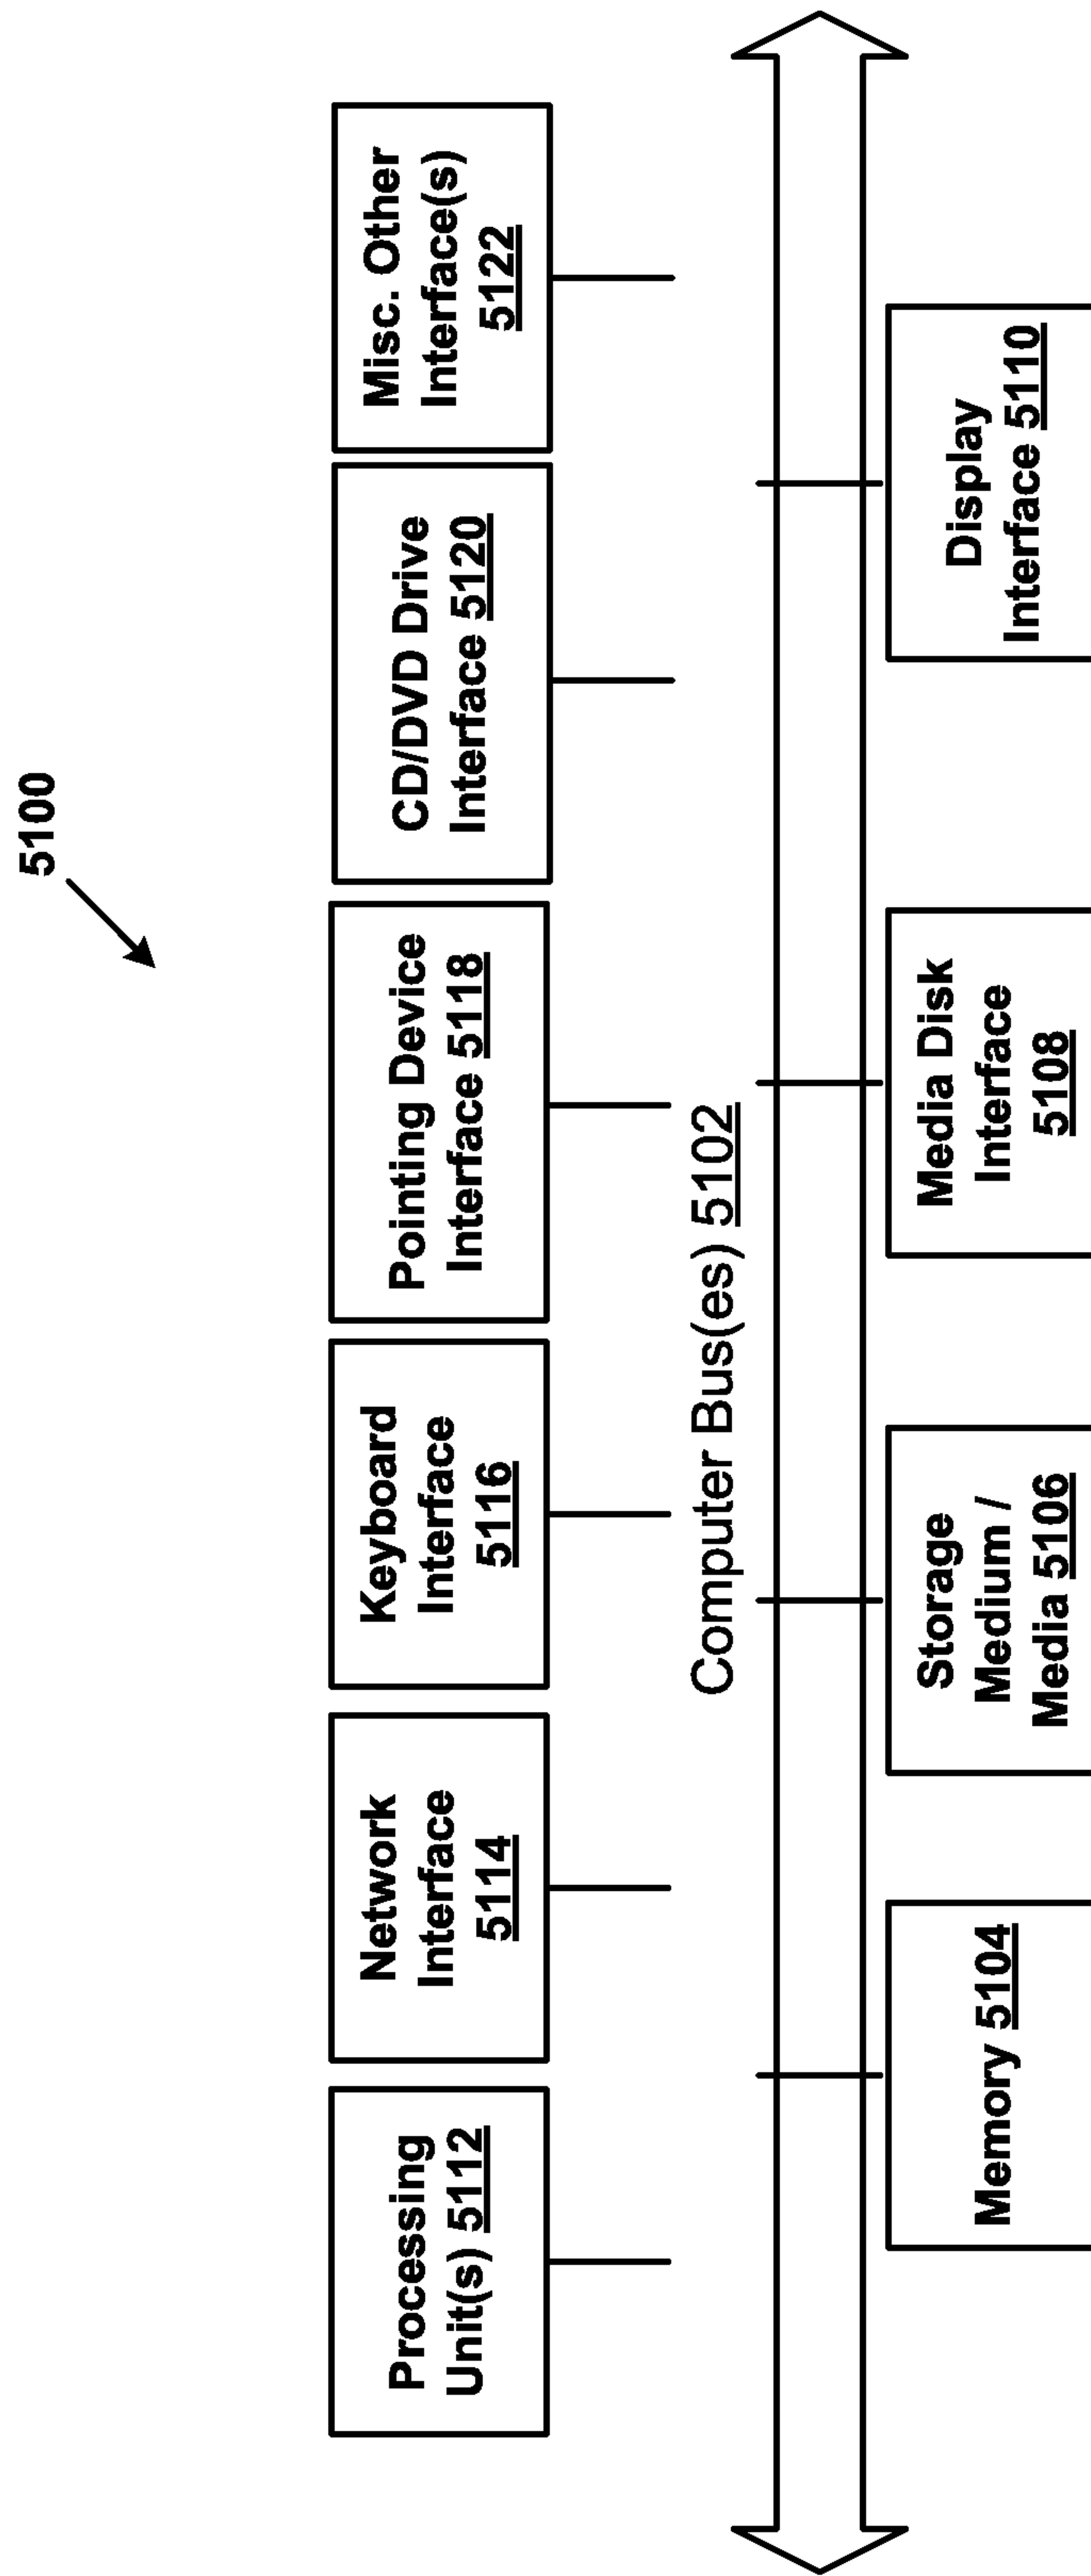 5100
Processing
Unit(s) 5112
Network
Interface
5114
Keyboard
Interface
5116
Pointing Device
Interface 5118
CD/DVD Drive
Interface 5120
Misc. Other
Interface(s)
5122
Computer Bus(es) 5102
Memory 5104
Storage
Medium /
Media 5106
Media Disk
Interface
5108
Display
Interface 5110